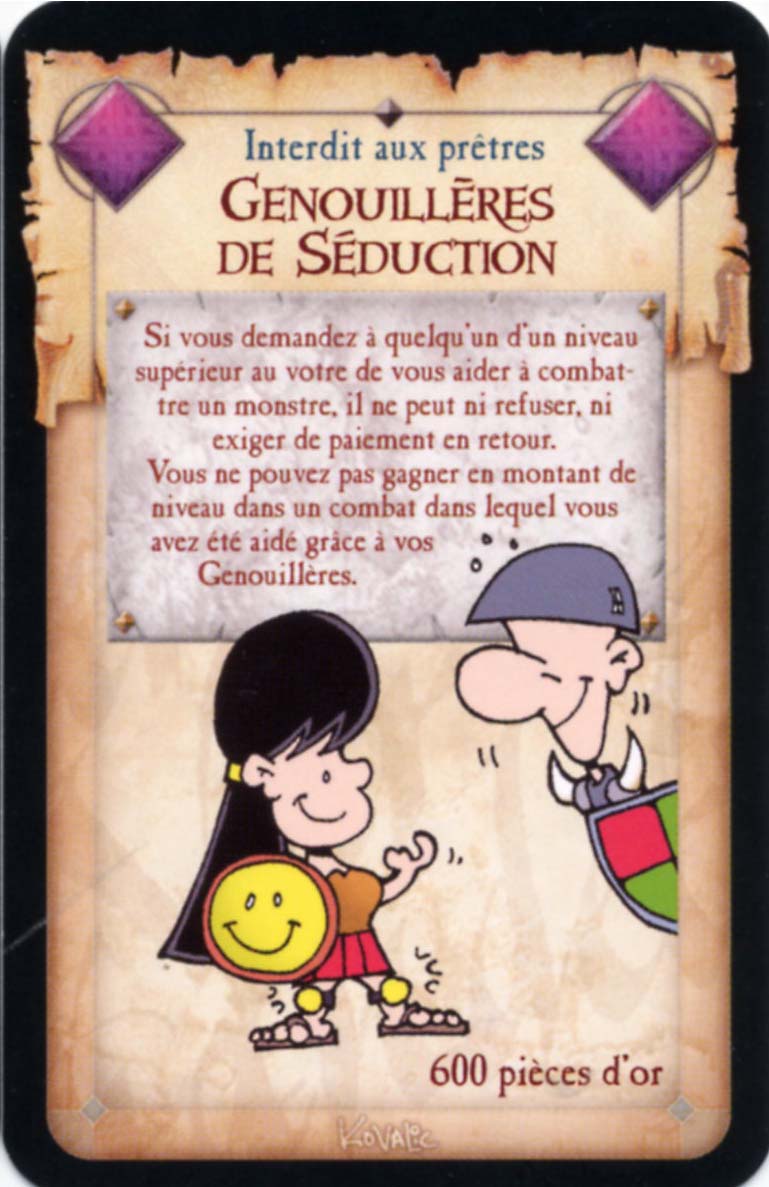 Interdit aux prêtres
GENOUILLÈRES
DE SÉDUCTION
Si vous demandez à quelqu'un d'un niveau
supérieur au votre de vous aider à combat-
tre un monstre, il ne peut ni refuser, ni
exiger de paiement en retour.
Vous ne pouvez pas gagner en montant de
niveau dans un combat dans lequel vous
avez été aidé grâce à vos
Genouillères.
600 pièces d'or
KOVALIC